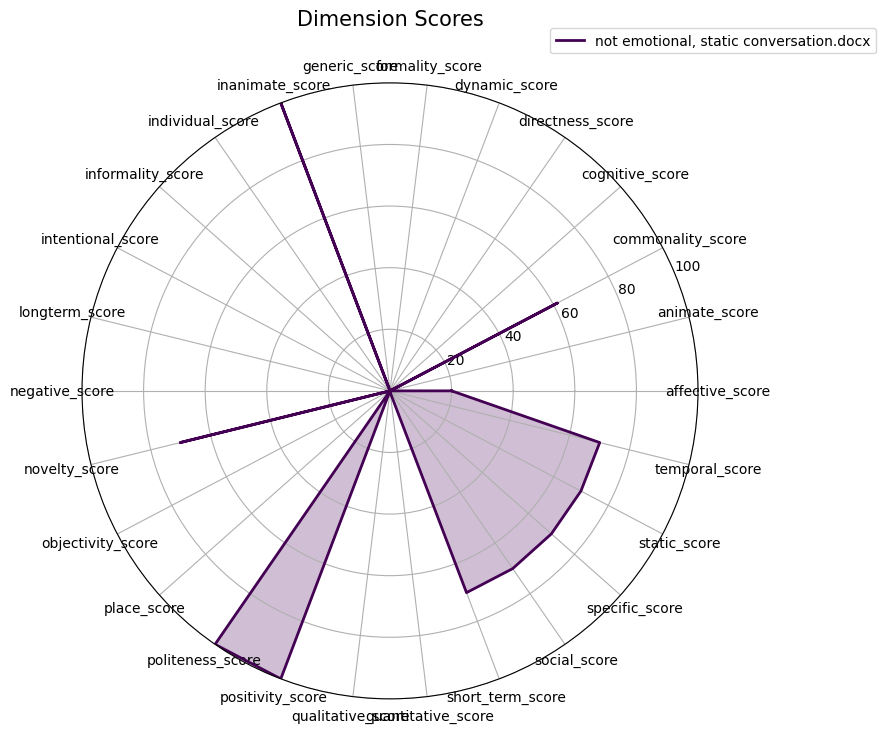 Dimension Scores
not emotional, static conversation.docx
generic_score
formality_score
inanimate_score
dynamic_score
individual_score
directness_score
informality_score
cognitive_score
intentional_score
commonality_score
100
80
longterm_score
60
animate_score
40
20
negative_score
affective_score
novelty_score
temporal_score
objectivity_score
static_score
place_score
specific_score
politeness_score
social_score
positivity_score
short_term_score
qualitative_score
quantitative_score